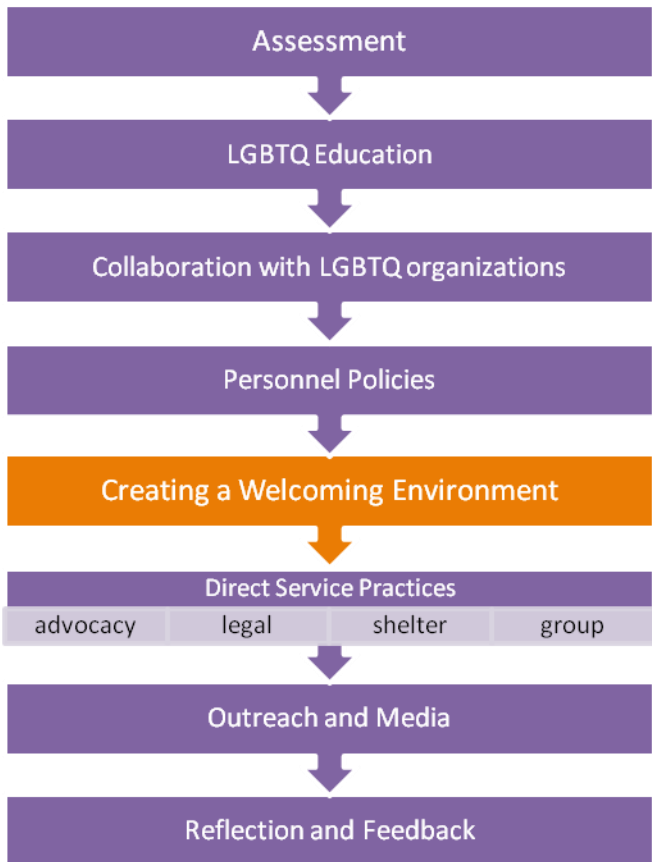 Assessment
LGBTQ Education
Collaboration with LGBTQ organizations
Personnel Policies
Creating a Welcoming Environment
Direct Service Practices
advocacy legal shelter group
Outreach and Media
Reflection and Feedback